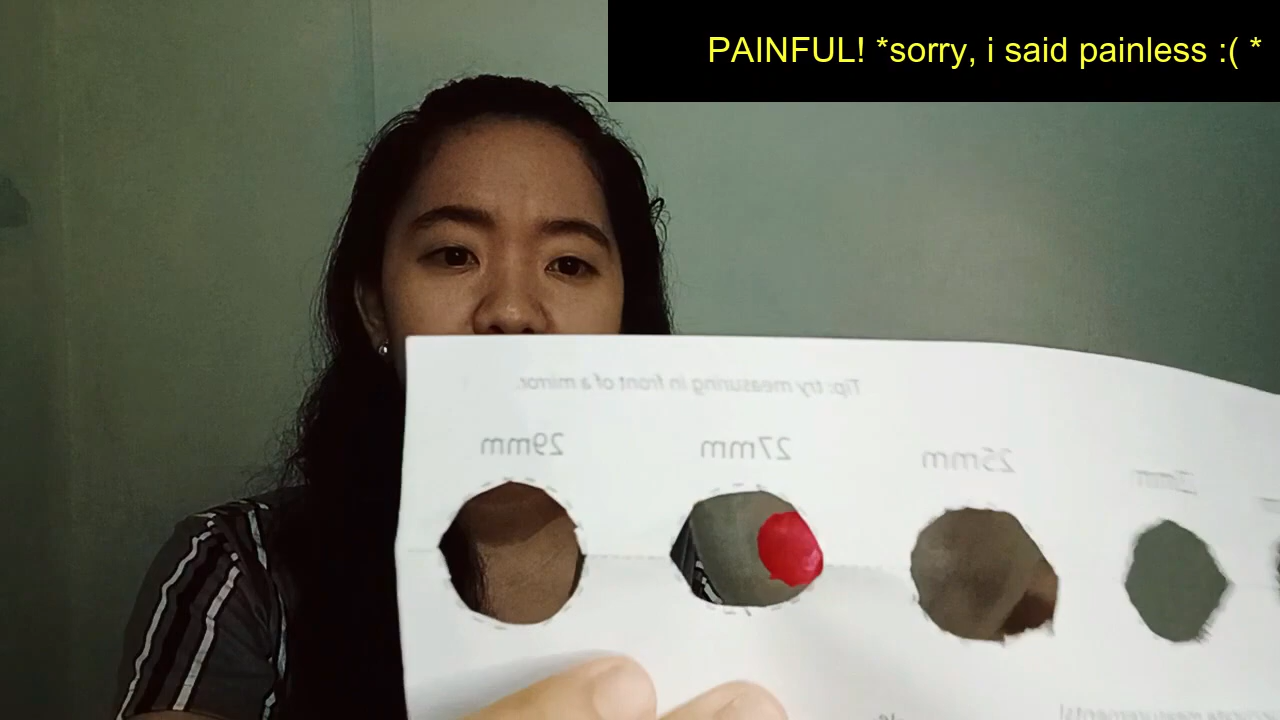 PAINFUL! *sorry, i said painless :( *
Tip: try measuring in front of a mirror.
29mm 27mm 25mm